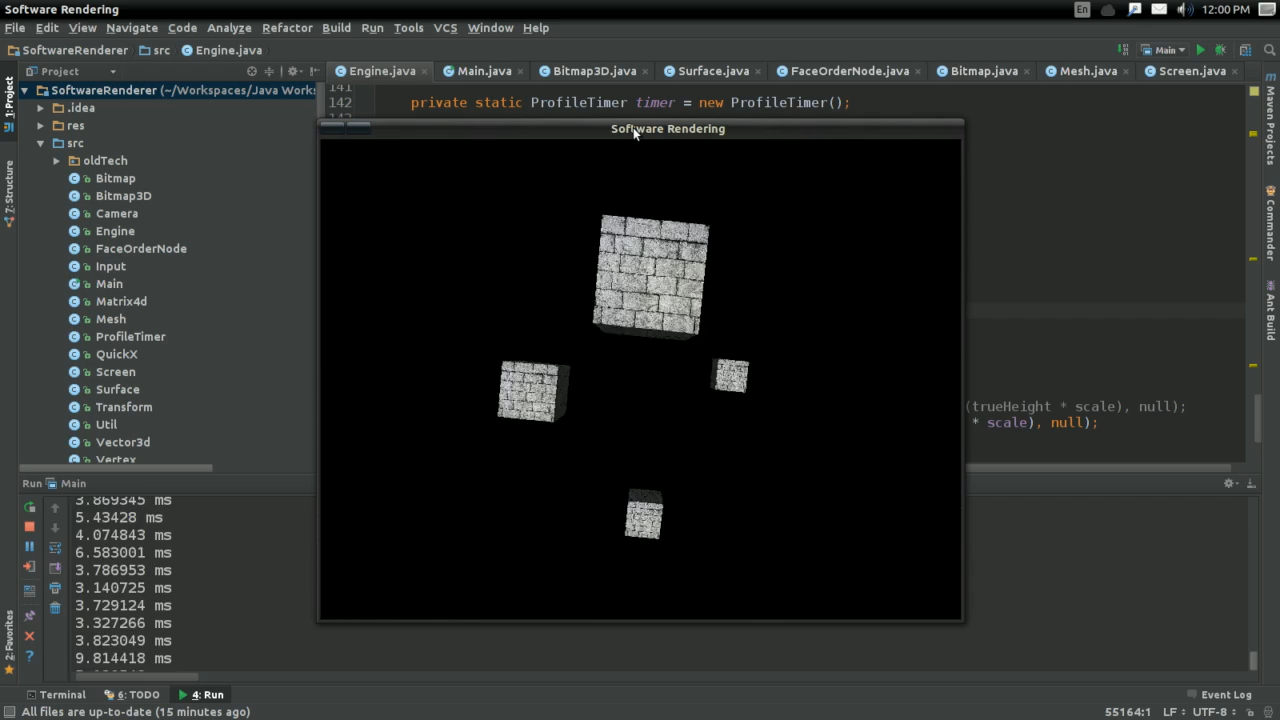 Software Rendering
En
12:00 PM
File Edit View Navigate Code Analyze Refactor Build Run Tools VCS Window Help
SoftwareRenderer src Engine.java
Main
1: Project
7: Structure
2: Favorites
Project
Engine.java Main.java Bitmap3D.java Surface.java FaceOrderNode.java Bitmap.java Mesh.java Screen.java
SoftwareRenderer (~/Workspaces/Java Works
.idea
res
src
oldTech
Bitmap
Bitmap3D
Camera
Engine
FaceOrderNode
Input
Main
Matrix4d
Mesh
ProfileTimer
QuickX
Screen
Surface
Transform
Util
Vector3d
Vertex
141
142 private static ProfileTimer timer = new ProfileTimer();
Software Rendering
(trueHeight * scale), null);
* scale), null);
Maven Projects
Commander
Ant Build
Run Main
3.869345 ms
5.43428 ms
4.074843 ms
6.583001 ms
3.786953 ms
3.140725 ms
3.729124 ms
3.327266 ms
3.823049 ms
9.814418 ms
Terminal 6: TODO 4: Run Event Log
All files are up-to-date (15 minutes ago) 55164:1 LF UTF-8